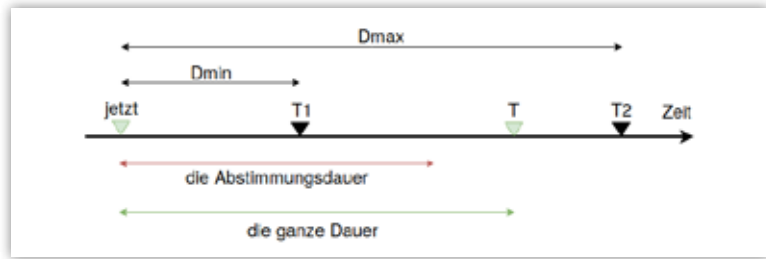 Dmax
Dmin
jetzt T1 T T2 Zeit
die Abstimmungsdauer
die ganze Dauer